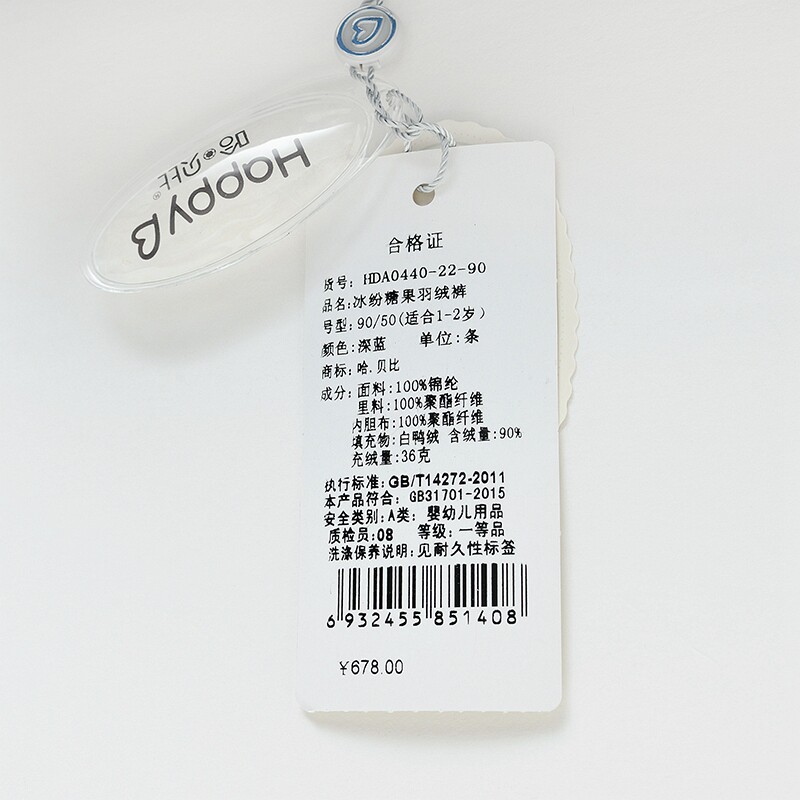 HappyB
哈•贝比®
合格证
货号: HDA0440-22-90
品名:冰纷糖果羽绒裤
号型:90/50(适合1-2岁)
颜色:深蓝 单位:条
商标:哈.贝比
成分:面料:100%锦纶
里料:100%聚酯纤维
内胆布:100%聚酯纤维
填充物:白鸭绒 含绒量:90%
充绒量:36克
执行标准:GB/T14272-2011
本产品符合: GB31701-2015
安全类别:A类: 婴幼儿用品
质检员:08 等级:一等品
洗涤保养说明:见耐久性标签
6 932455 851408
¥678.00